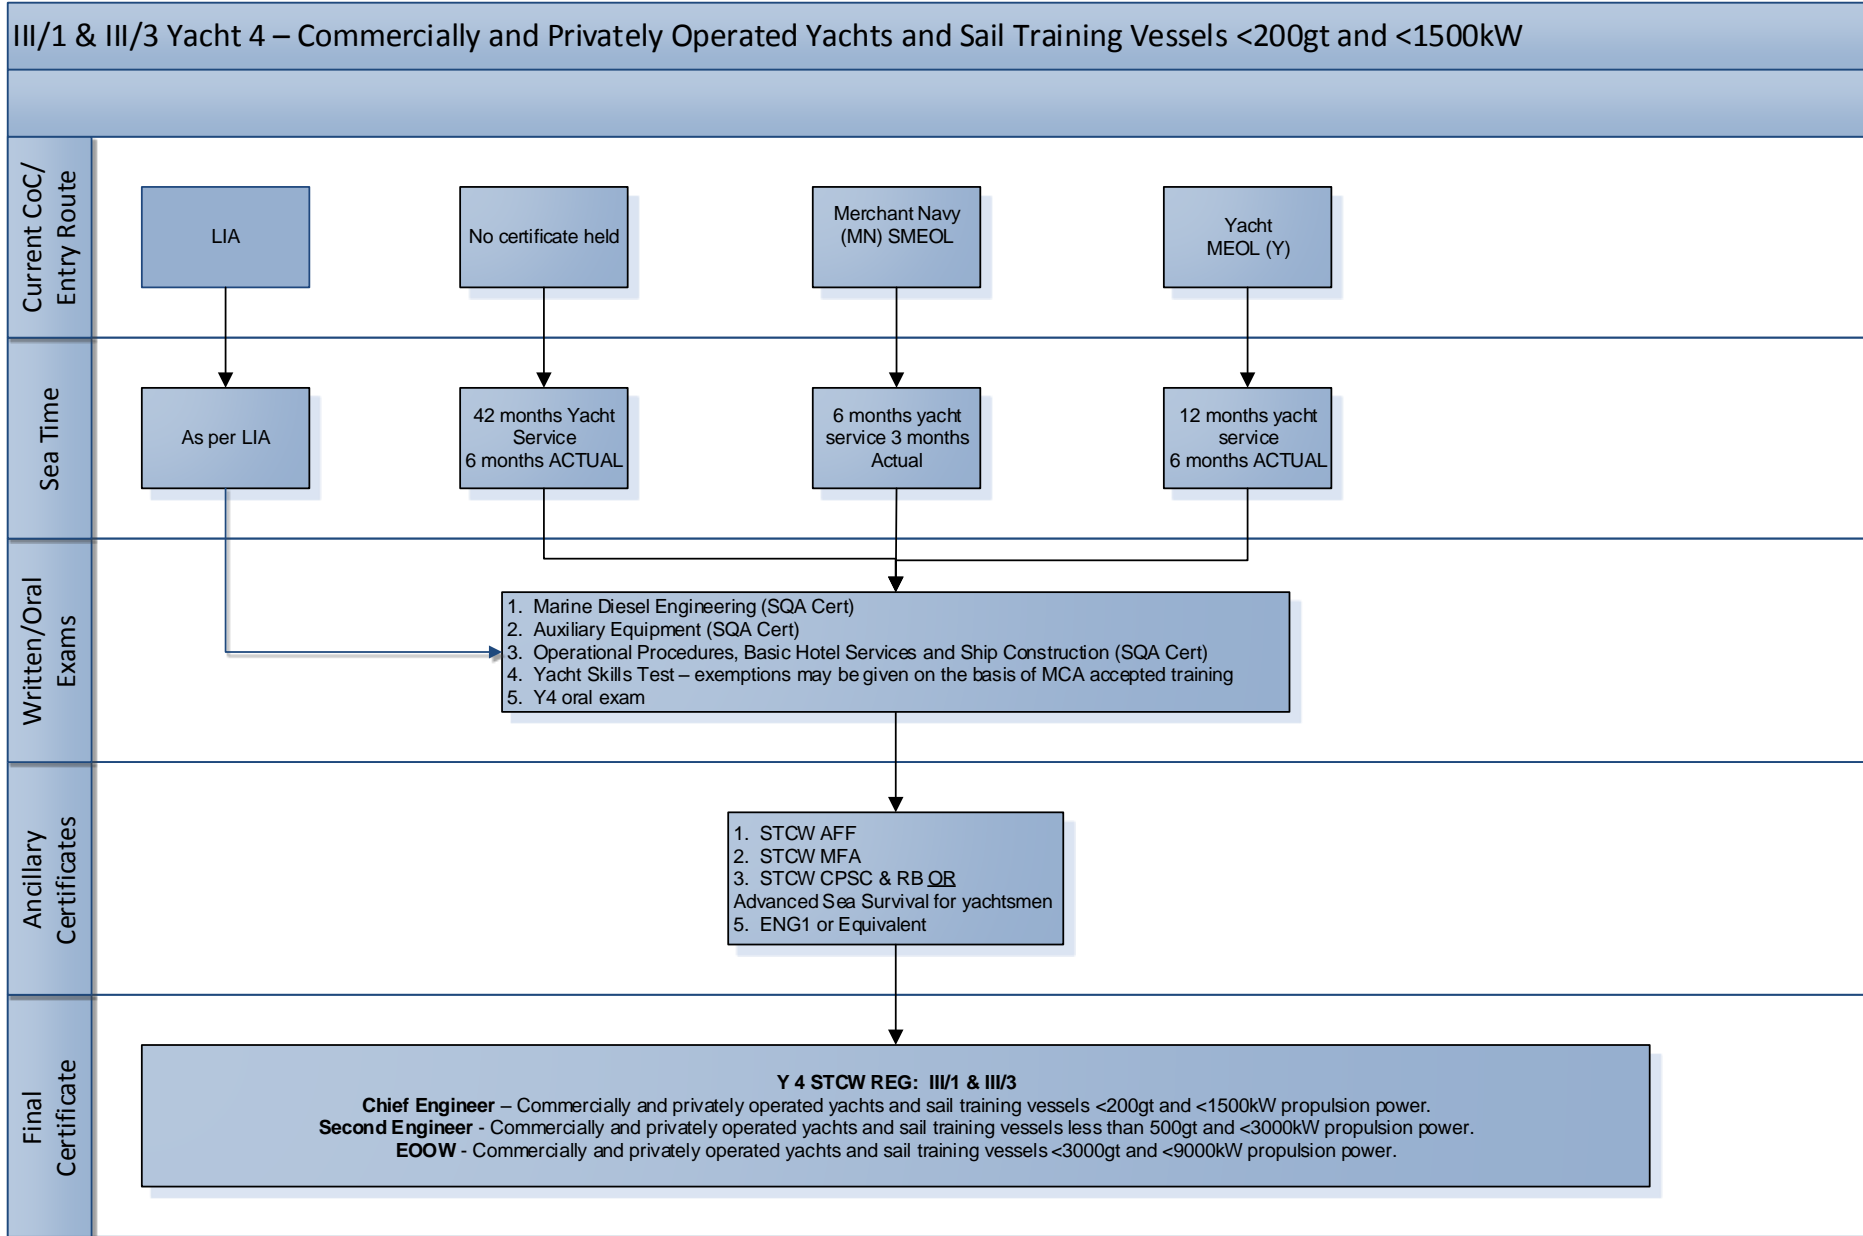 III/1 & III/3 Yacht 4 – Commercially and Privately Operated Yachts and Sail Training Vessels <200gt and <1500kW
Current CoC/
Entry Route
LIA
No certificate held
Merchant Navy
(MN) SMEOL
Yacht
MEOL (Y)
Sea Time
As per LIA
42 months Yacht
Service
6 months ACTUAL
6 months yacht
service 3 months
Actual
12 months yacht
service
6 months ACTUAL
Written/Oral
Exams
1. Marine Diesel Engineering (SQA Cert)
2. Auxiliary Equipment (SQA Cert)
3. Operational Procedures, Basic Hotel Services and Ship Construction (SQA Cert)
4. Yacht Skills Test – exemptions may be given on the basis of MCA accepted training
5. Y4 oral exam
Ancillary
Certificates
1. STCW AFF
2. STCW MFA
3. STCW CPSC & RB OR
Advanced Sea Survival for yachtsmen
5. ENG1 or Equivalent
Final
Certificate
Y 4 STCW REG: III/1 & III/3
Chief Engineer – Commercially and privately operated yachts and sail training vessels <200gt and <1500kW propulsion power.
Second Engineer - Commercially and privately operated yachts and sail training vessels less than 500gt and <3000kW propulsion power.
EOOW - Commercially and privately operated yachts and sail training vessels <3000gt and <9000kW propulsion power.